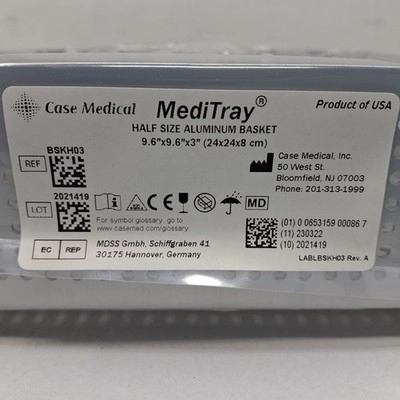 Case Medical MediTray® Product of USA
HALF SIZE ALUMINUM BASKET
9.6"x9.6"x3" (24x24x8 cm)
REF BSKH03
Case Medical, Inc.
50 West St.
Bloomfield, NJ 07003
Phone: 201-313-1999
LOT 2021419
CE MD
For symbol glossary, go to
www.casemed.com/glossary
(01) 0 0653159 00086 7
(11) 230322
(10) 2021419
EC REP
MDSS Gmbh, Schiffgraben 41
30175 Hannover, Germany
LABLBSKH03 Rev. A